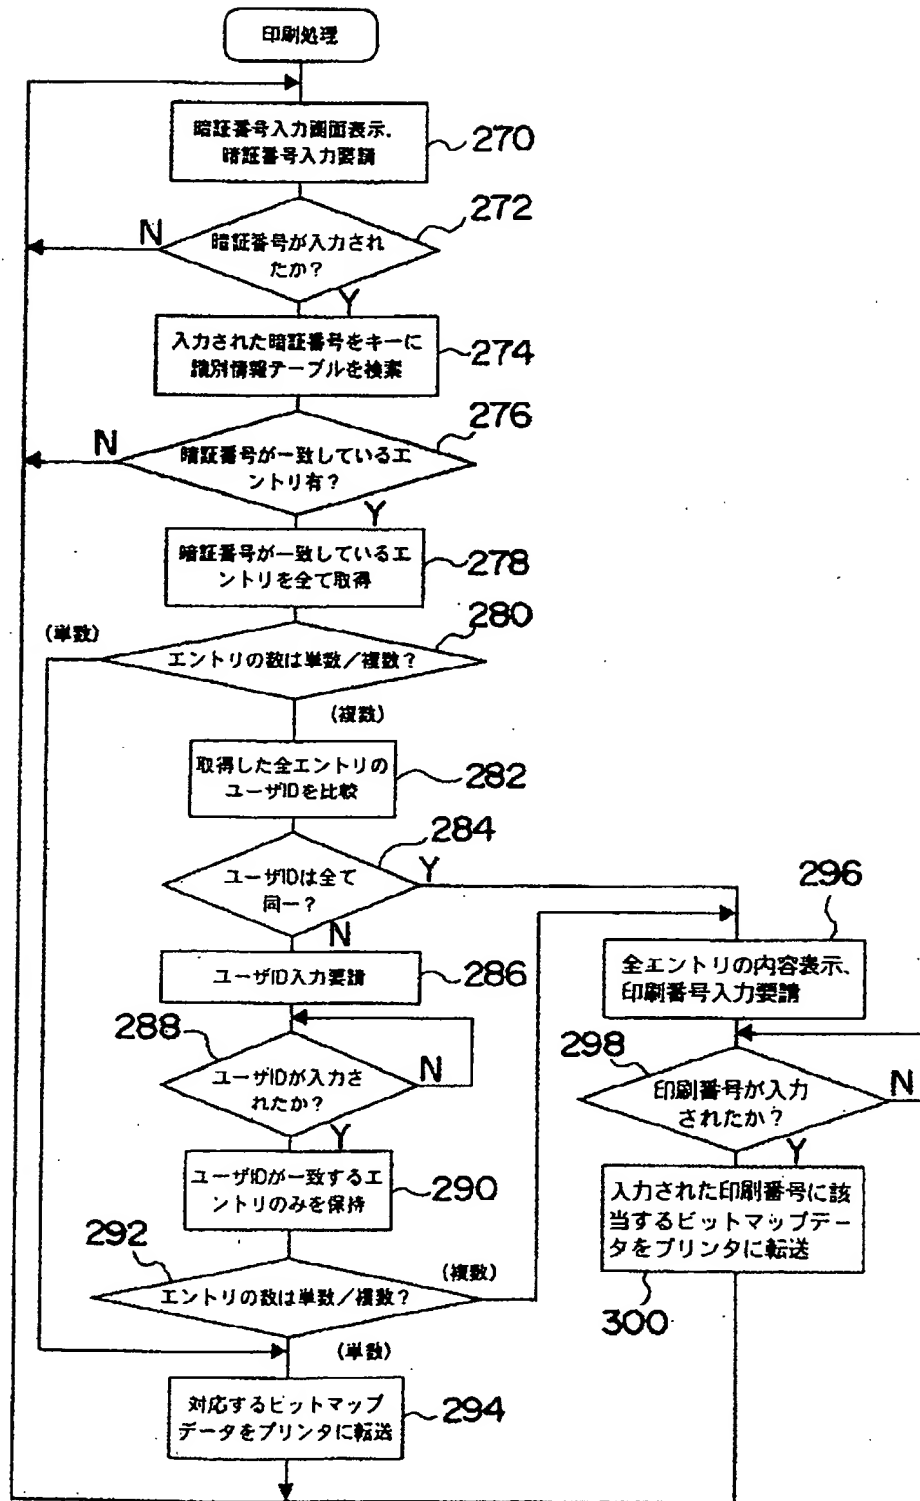 印刷処理
暗証番号入力画面表示、
暗証番号入力要請
270
272
N
暗証番号が入力され
たか？
Y
入力された暗証番号をキーに
識別情報テーブルを検索
274
276
N
暗証番号が一致しているエ
ントリ有？
Y
暗証番号が一致しているエ
ントリを全て取得
278
280
(単数)
エントリの数は単数／複数？
(複数)
取得した全エントリの
ユーザIDを比較
282
284
Y
ユーザIDは全て
同一？
N
ユーザID入力要請
286
288
ユーザIDが入力さ
れたか？
N
Y
ユーザIDが一致するエ
ントリのみを保持
290
292
(複数)
エントリの数は単数／複数？
(単数)
対応するビットマップ
データをプリンタに転送
294
296
全エントリの内容表示、
印刷番号入力要請
298
印刷番号が入力
されたか？
N
Y
入力された印刷番号に該
当するビットマップデー
タをプリンタに転送
300